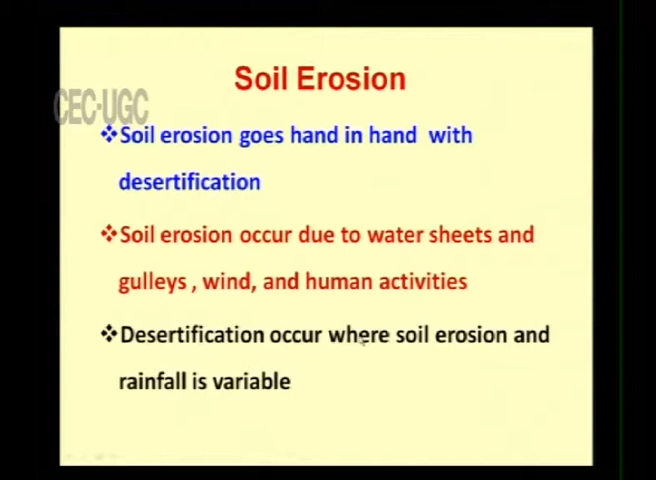 Soil Erosion
CEC-UGC
❖Soil erosion goes hand in hand with
desertification
❖Soil erosion occur due to water sheets and
gulleys , wind, and human activities
❖Desertification occur where soil erosion and
rainfall is variable